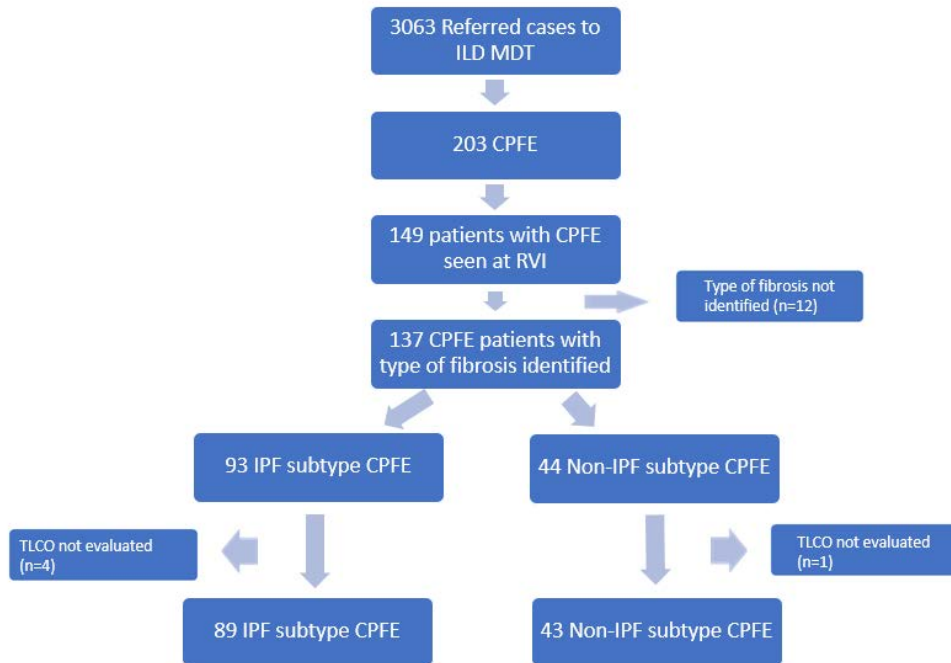 3063 Referred cases to
ILD MDT
203 CPFE
149 patients with CPFE
seen at RVI
Type of fibrosis not
identified (n=12)
137 CPFE patients with
type of fibrosis identified
93 IPF subtype CPFE
44 Non-IPF subtype CPFE
TLCO not evaluated
(n=4)
TLCO not evaluated
(n=1)
89 IPF subtype CPFE
43 Non-IPF subtype CPFE